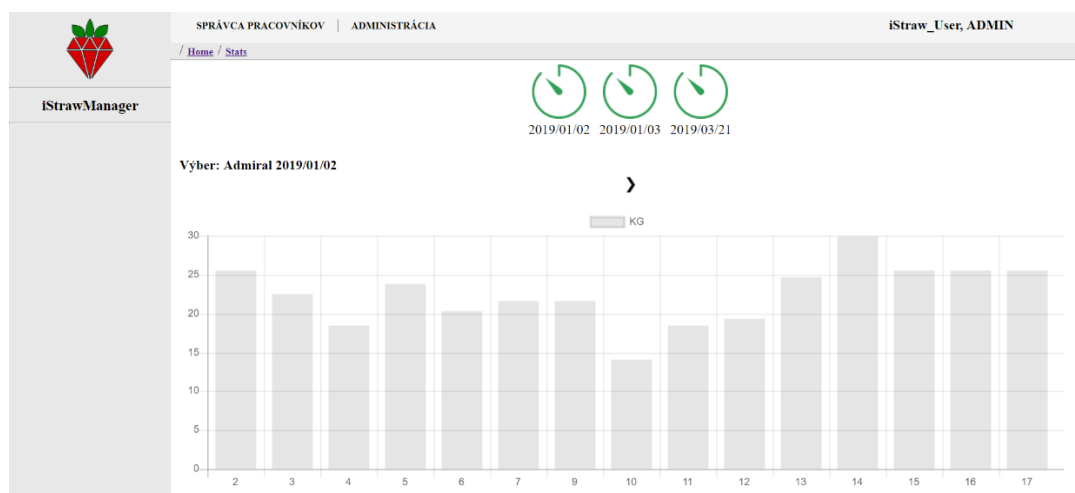 SPRÁVCA PRACOVNÍKOV | ADMINISTRÁCIA
iStraw_User, ADMIN
/ Home / Stats
iStrawManager
2019/01/02 2019/01/03 2019/03/21
Výber: Admiral 2019/01/02
❯
KG
30
25
20
15
10
5
0
2 3 4 5 6 7 9 10 11 12 13 14 15 16 17